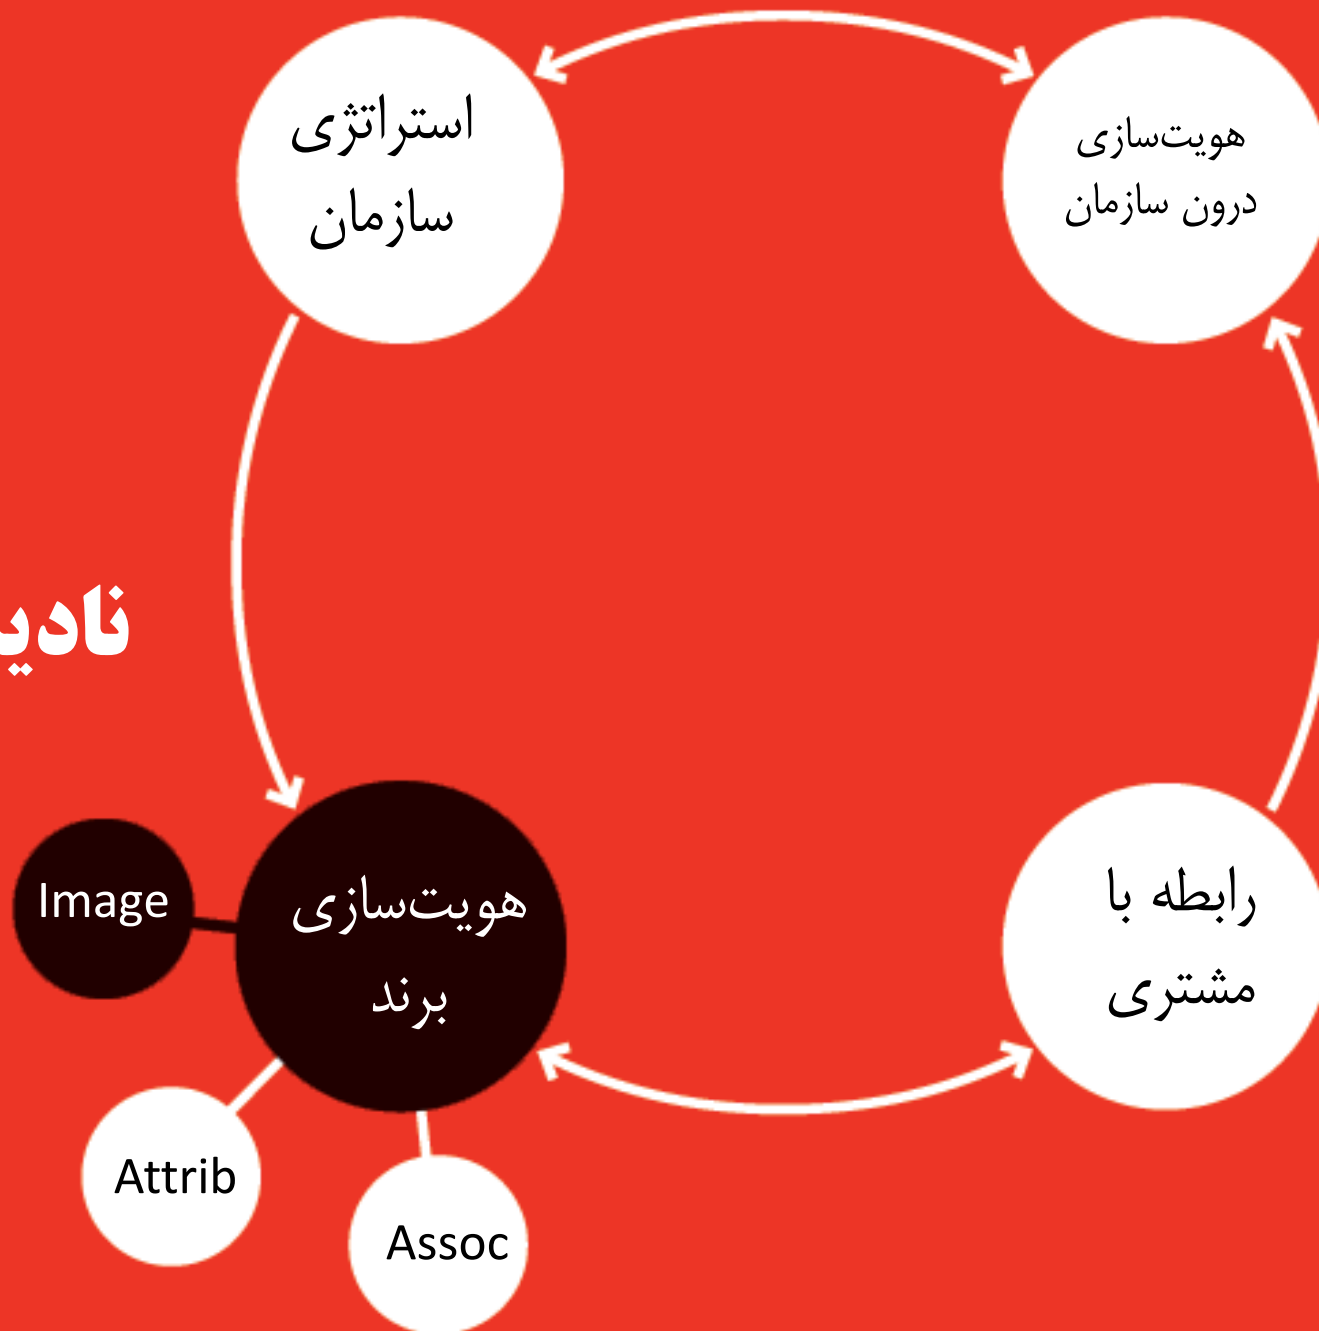 هویت‌سازی
درون سازمان
استراتژی
سازمان
رابطه با
مشتری
هویت‌سازی
برند
Image
Attrib
Assoc